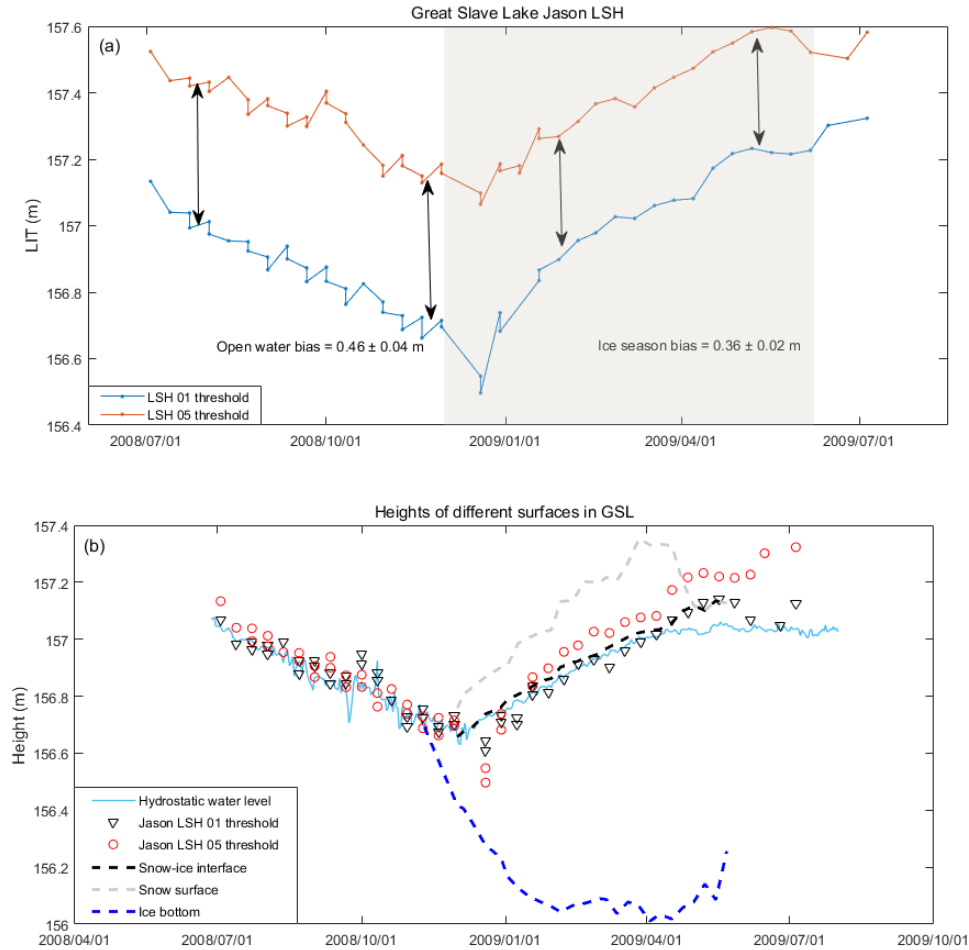 Great Slave Lake Jason LSH
(a)
157.6
157.4
157.2
157
156.8
156.6
156.4
LIT (m)
Open water bias = 0.46 ± 0.04 m
Ice season bias = 0.36 ± 0.02 m
LSH 01 threshold
LSH 05 threshold
2008/07/01 2008/10/01 2009/01/01 2009/04/01 2009/07/01
Heights of different surfaces in GSL
(b)
157.4
157.2
157
156.8
156.6
156.4
156.2
156
Height (m)
Hydrostatic water level
Jason LSH 01 threshold
Jason LSH 05 threshold
Snow-ice interface
Snow surface
Ice bottom
2008/04/01 2008/07/01 2008/10/01 2009/01/01 2009/04/01 2009/07/01 2009/10/01